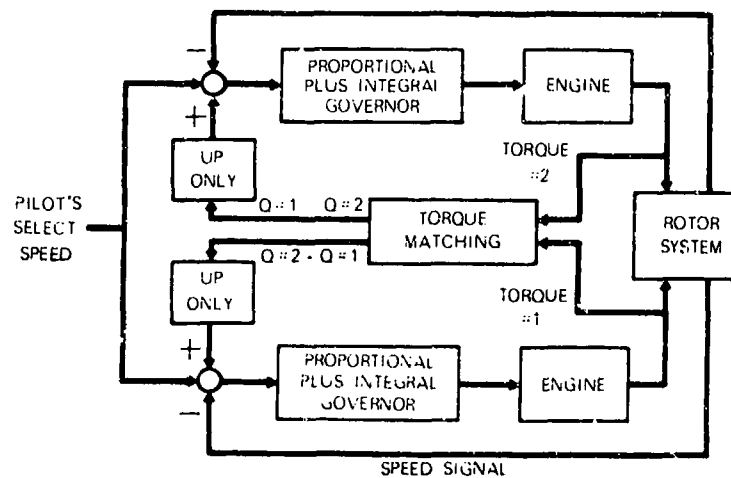 PROPORTIONAL
PLUS INTEGRAL
GOVERNOR
ENGINE
UP
ONLY
TORQUE
#2
Q#1 Q#2
PILOT'S
SELECT
SPEED
TORQUE
MATCHING
ROTOR
SYSTEM
Q#2 - Q#1
UP
ONLY
TORQUE
#1
PROPORTIONAL
PLUS INTEGRAL
GOVERNOR
ENGINE
SPEED SIGNAL